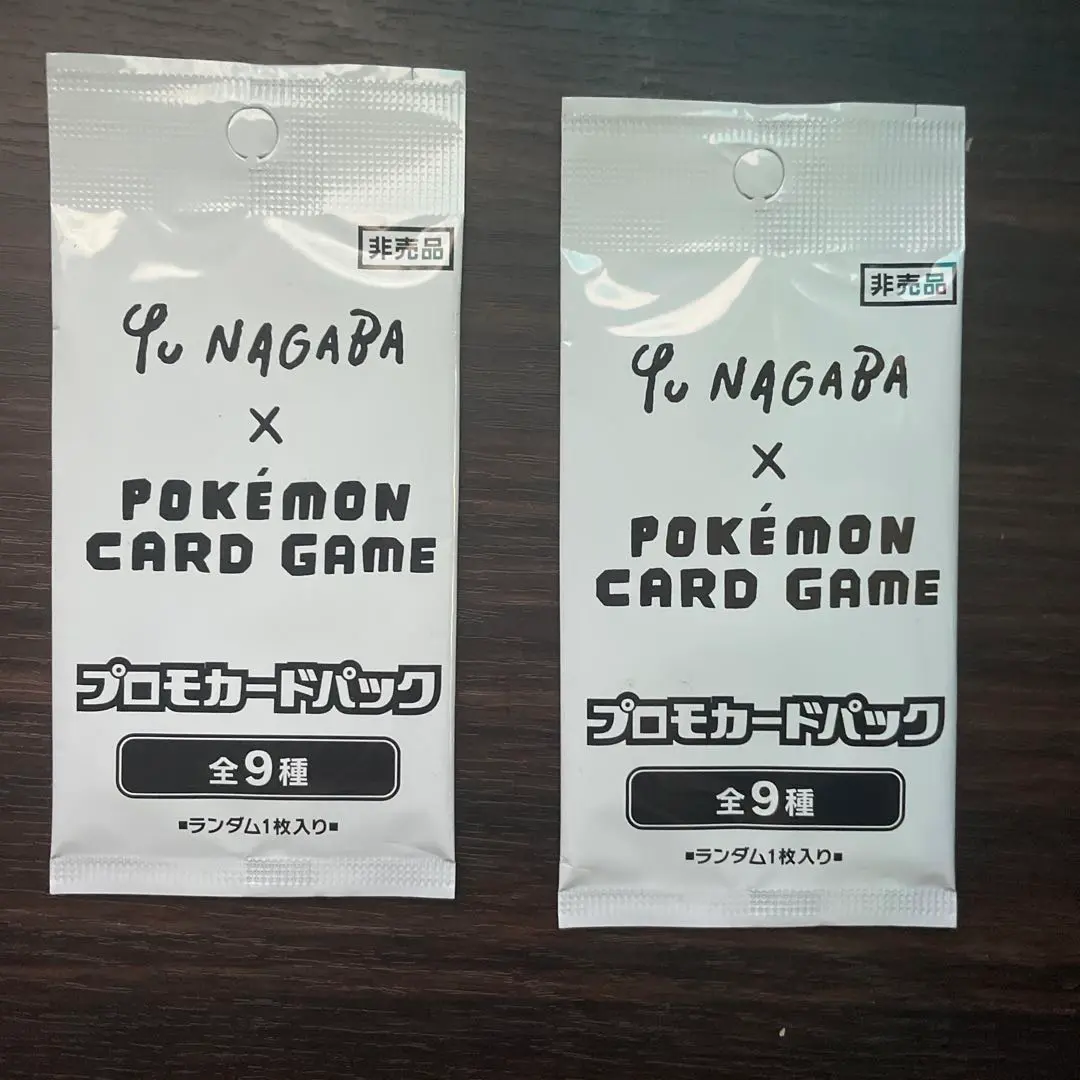 非売品
Yu NAGABA
×
POKÉMON
CARD GAME
プロモカードパック
全9種
▪ランダム1枚入り▪
非売品
Yu NAGABA
×
POKÉMON
CARD GAME
プロモカードパック
全9種
▪ランダム1枚入り▪